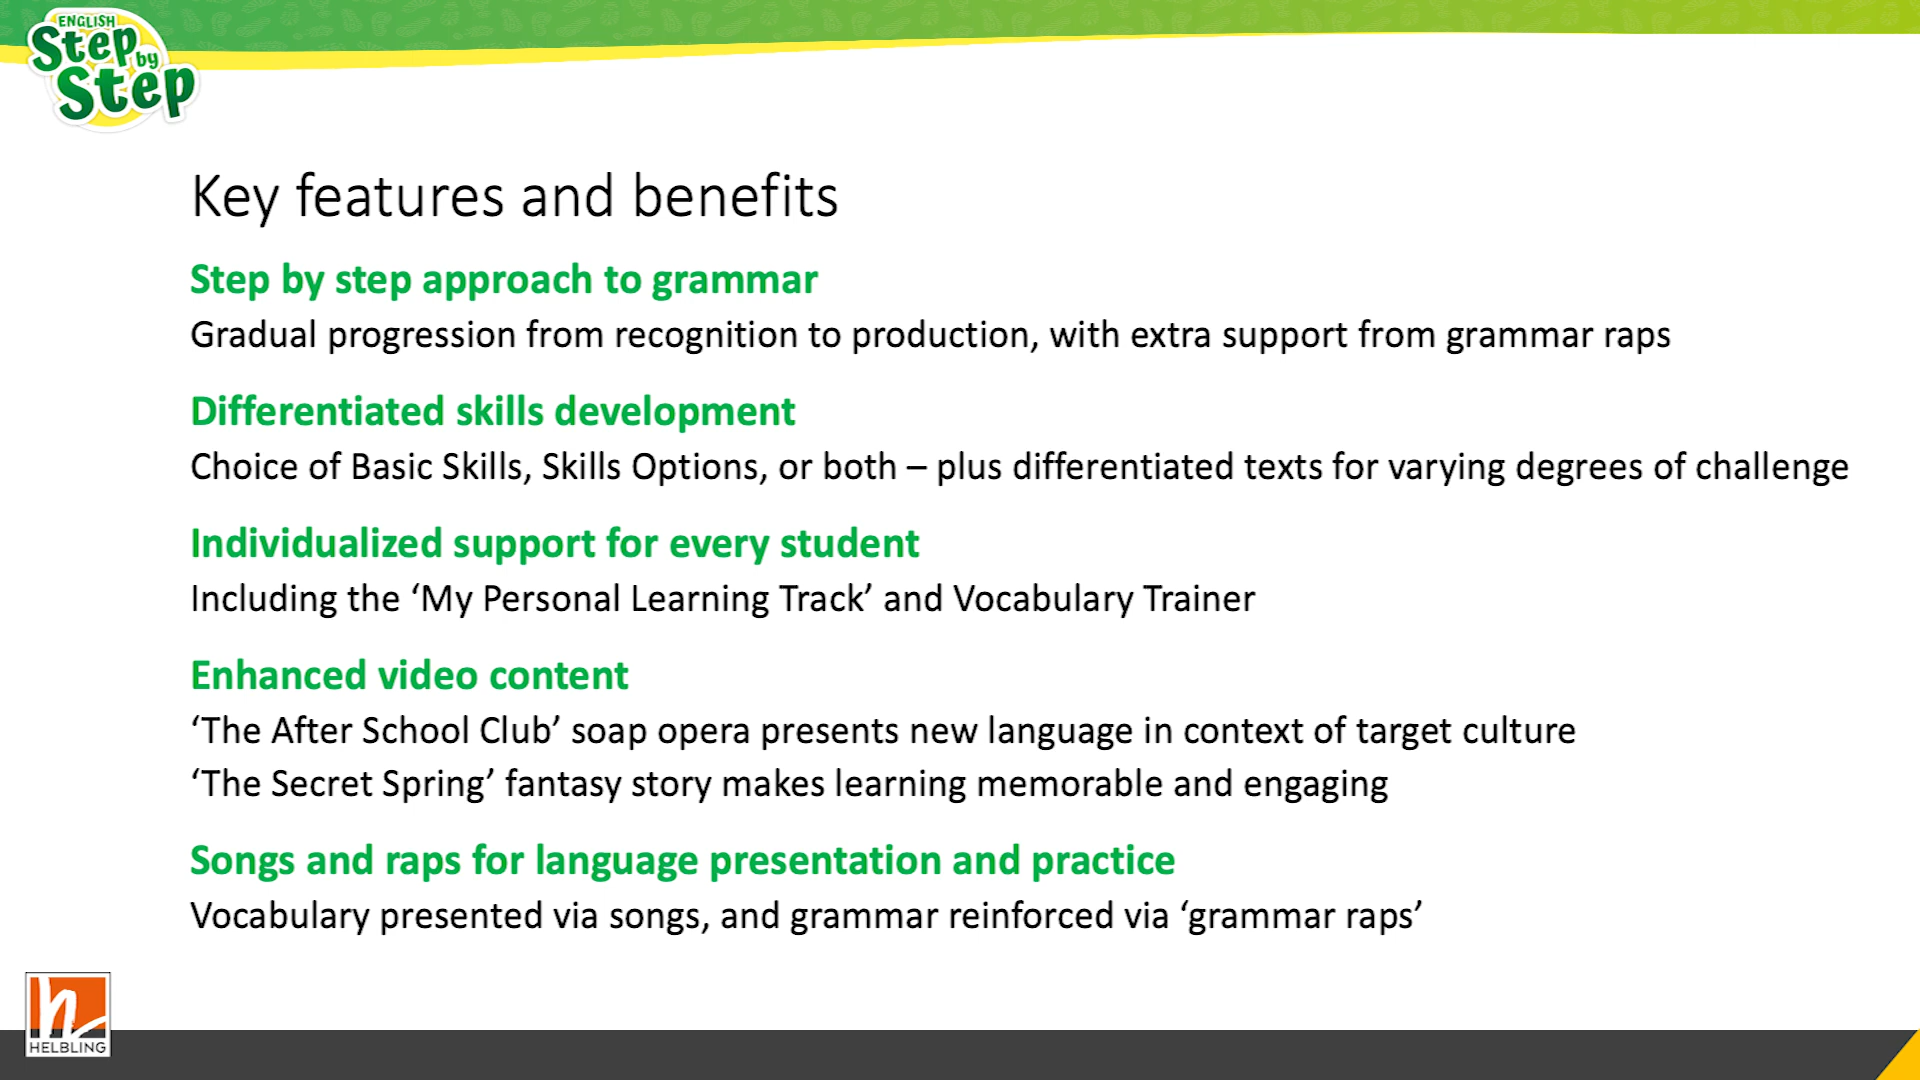 ENGLISH
Step by
Step
Key features and benefits
Step by step approach to grammar
Gradual progression from recognition to production, with extra support from grammar raps
Differentiated skills development
Choice of Basic Skills, Skills Options, or both – plus differentiated texts for varying degrees of challenge
Individualized support for every student
Including the ‘My Personal Learning Track’ and Vocabulary Trainer
Enhanced video content
‘The After School Club’ soap opera presents new language in context of target culture
‘The Secret Spring’ fantasy story makes learning memorable and engaging
Songs and raps for language presentation and practice
Vocabulary presented via songs, and grammar reinforced via ‘grammar raps’
h
HELBLING